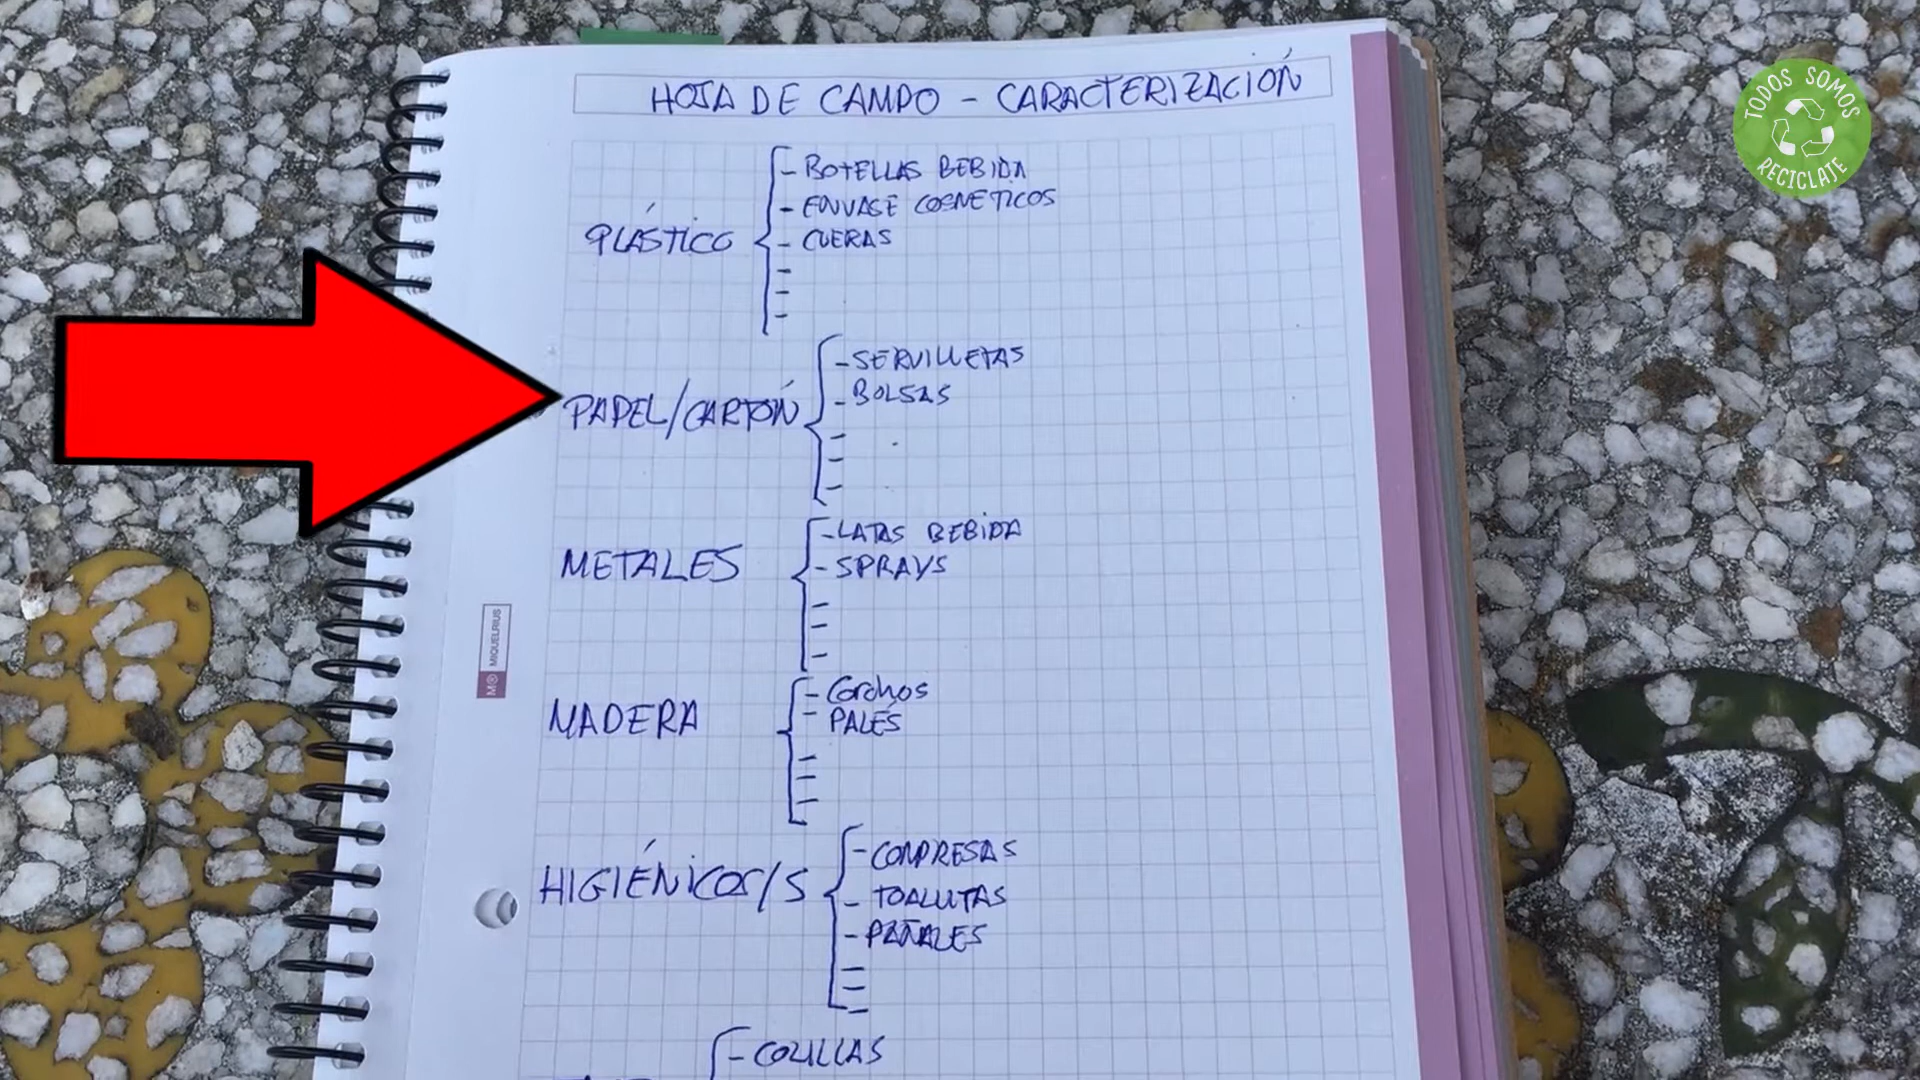 HOJA DE CAMPO - CARACTERIZACIÓN
TODOS SOMOS
RECICLAJE
PLÁSTICO
- BOTELLAS BEBIDA
- ENVASE COSMETICOS
- CUERAS
PAPEL/CARTÓN
- SERVILLETAS
- BOLSAS
METALES
- LATAS BEBIDA
- SPRAYS
MADERA
- Corchos
- PALÉS
HIGIÉNICOS/S
- COMPRESAS
- TOALLITAS
- PAÑALES
- COLILLAS
MIQUELRIUS